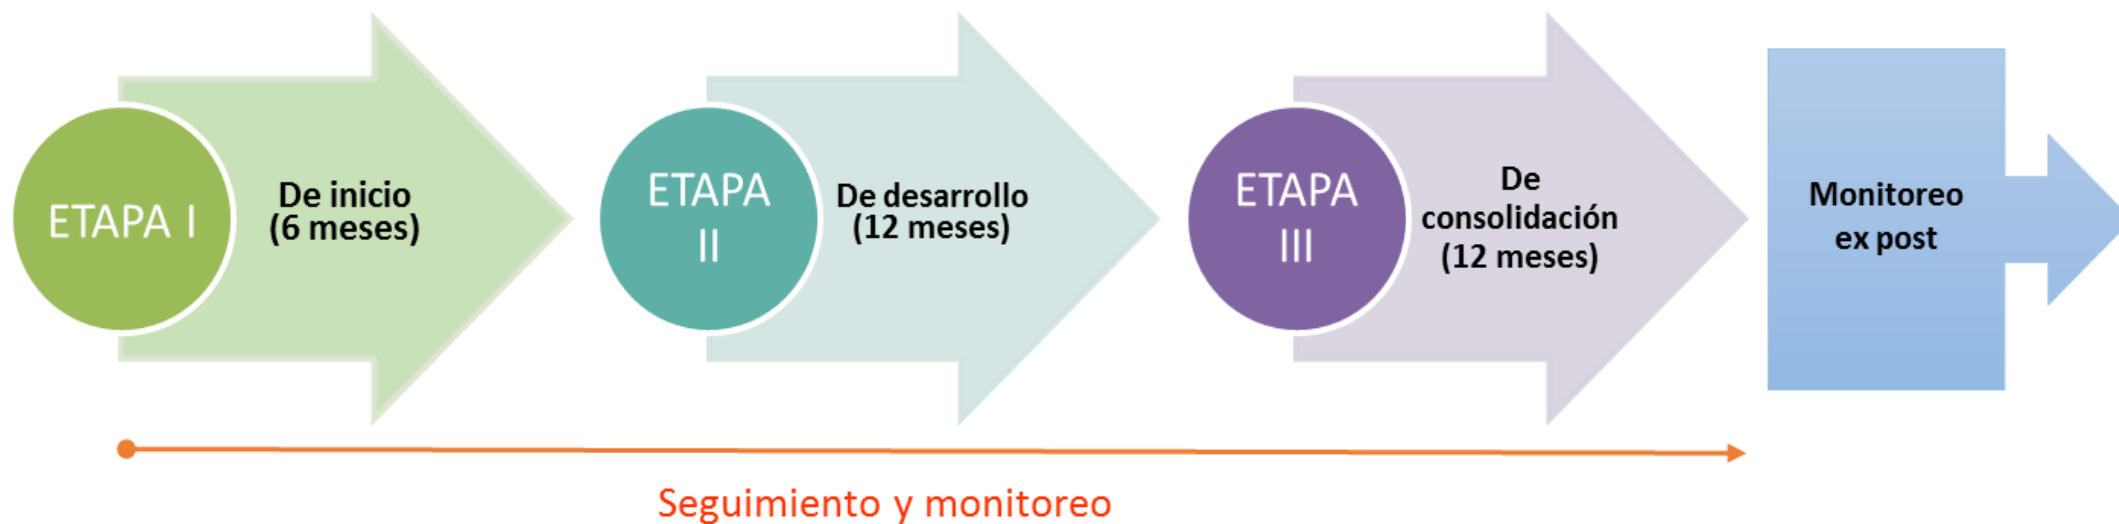 ETAPA I
De inicio
(6 meses)
ETAPA
II
De desarrollo
(12 meses)
ETAPA
III
De
consolidación
(12 meses)
Monitoreo
ex post
Seguimiento y monitoreo